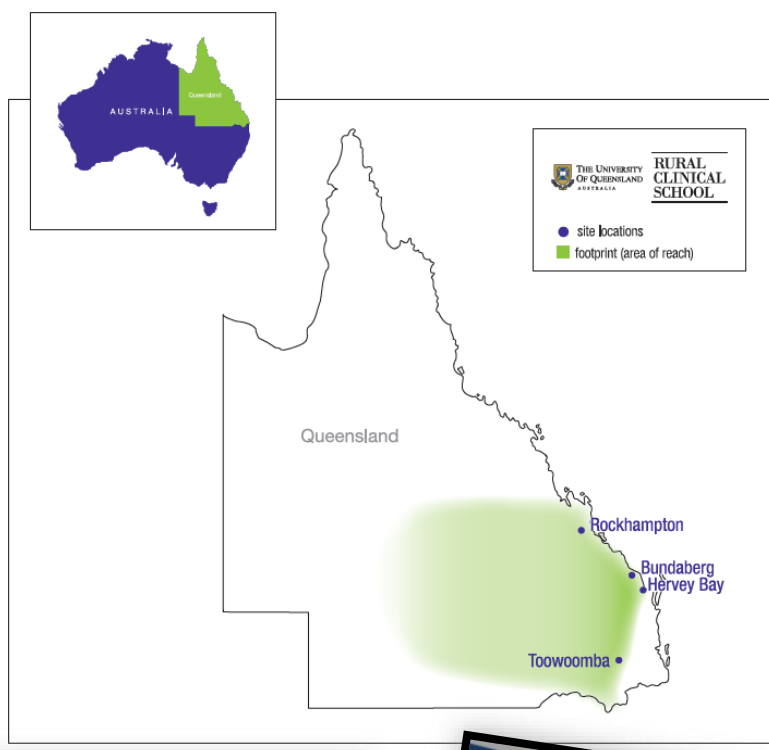 AUSTRALIA
Queensland
THE UNIVERSITY
OF QUEENSLAND
AUSTRALIA
RURAL
CLINICAL
SCHOOL
site locations
footprint (area of reach)
Queensland
Rockhampton
Bundaberg
Hervey Bay
Toowoomba